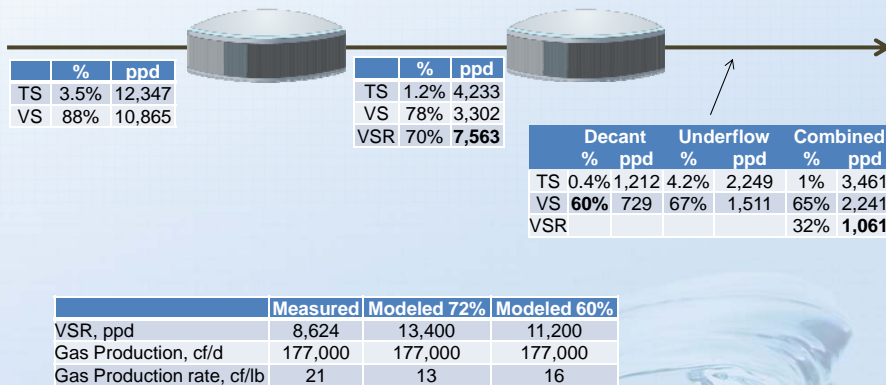 % ppd
TS 3.5% 12,347
VS 88% 10,865
% ppd
TS 1.2% 4,233
VS 78% 3,302
VSR 70% 7,563
Decant Underflow Combined
% ppd % ppd % ppd
TS 0.4% 1,212 4.2% 2,249 1% 3,461
VS 60% 729 67% 1,511 65% 2,241
VSR 32% 1,061
Measured Modeled 72% Modeled 60%
VSR, ppd 8,624 13,400 11,200
Gas Production, cf/d 177,000 177,000 177,000
Gas Production rate, cf/lb 21 13 16